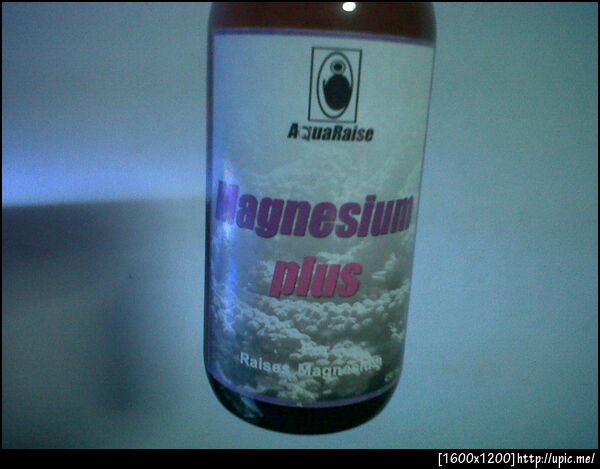 AquaRaise
Magnesium
plus
Raises Magnesium
[1600x1200]http://upic.me/